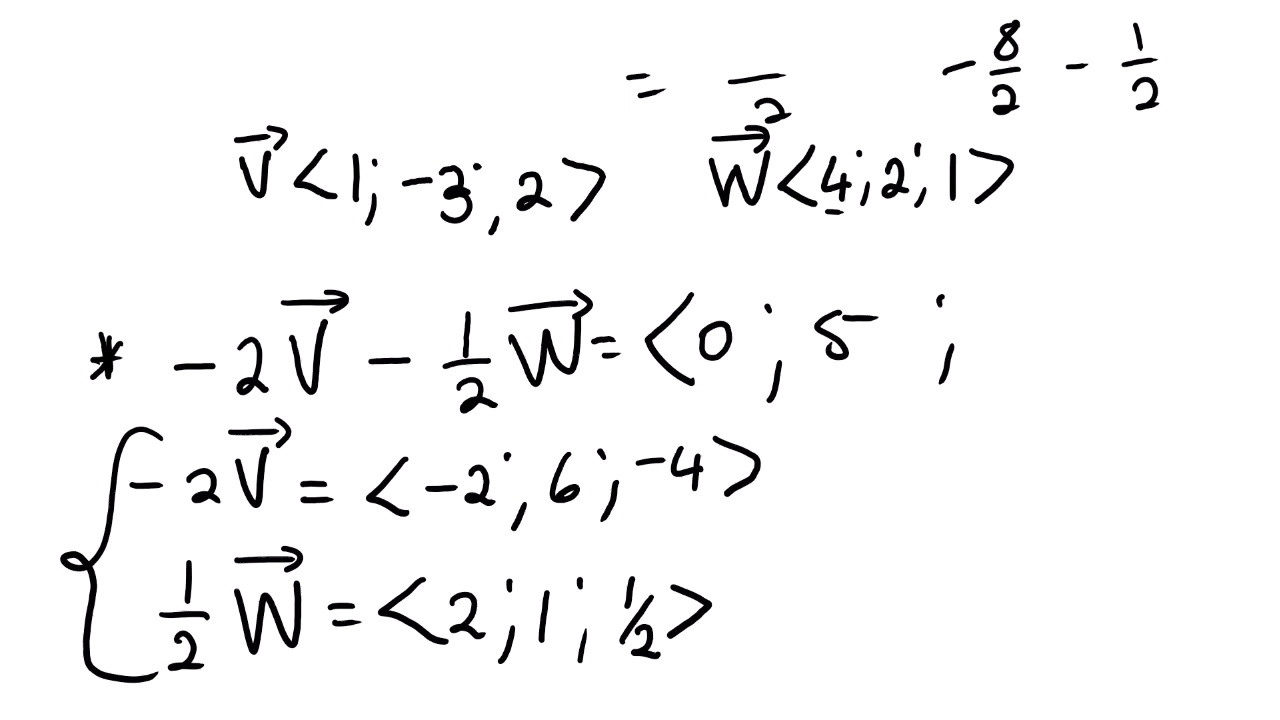 = —/2 -8/2 - 1/2
V⃗ <1; -3; 2> W⃗ <4; 2; 1>
* -2V⃗ - 1/2 W⃗ = <0 ; 5 ;
-2V⃗ = <-2; 6; -4>
1/2 W⃗ = <2; 1; 1/2>